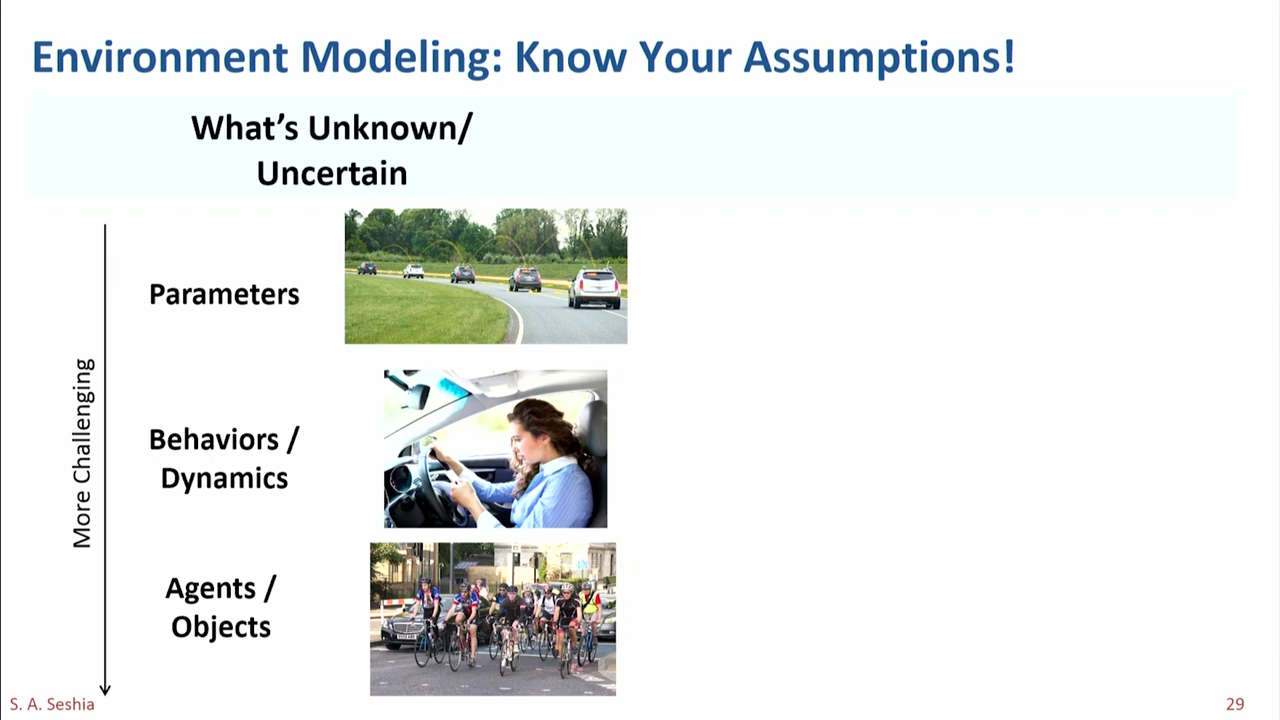 Environment Modeling: Know Your Assumptions!
What’s Unknown/
Uncertain
Parameters
More Challenging
Behaviors /
Dynamics
Agents /
Objects
S. A. Seshia
29